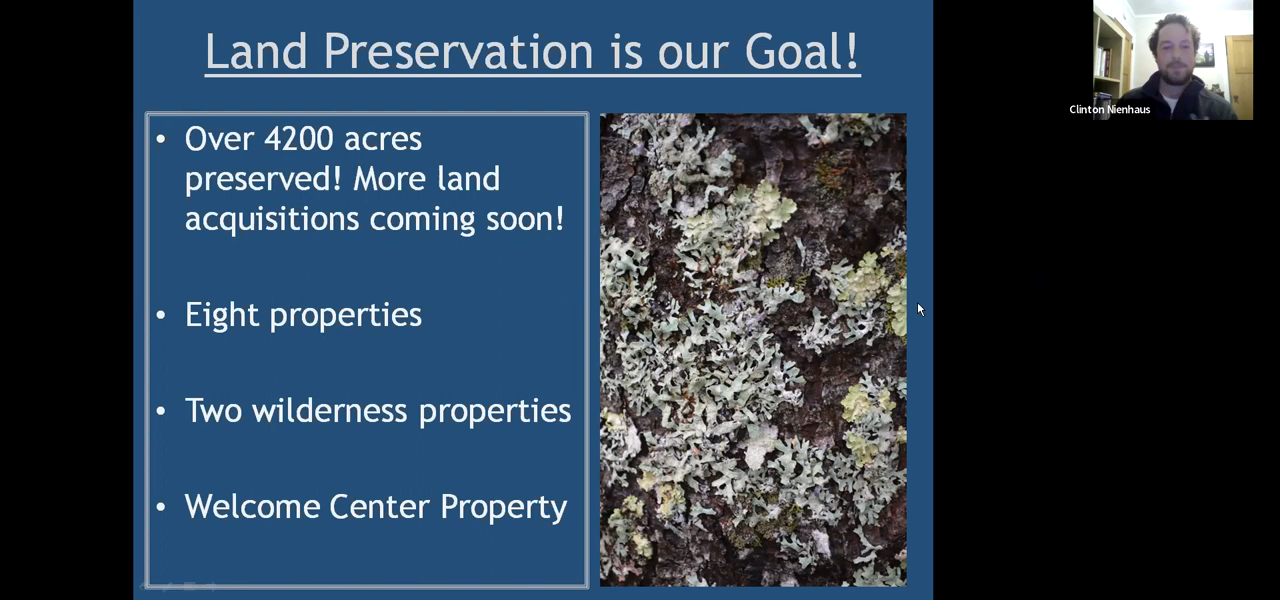 Land Preservation is our Goal!
• Over 4200 acres
preserved! More land
acquisitions coming soon!
• Eight properties
• Two wilderness properties
• Welcome Center Property
Clinton Nienhaus